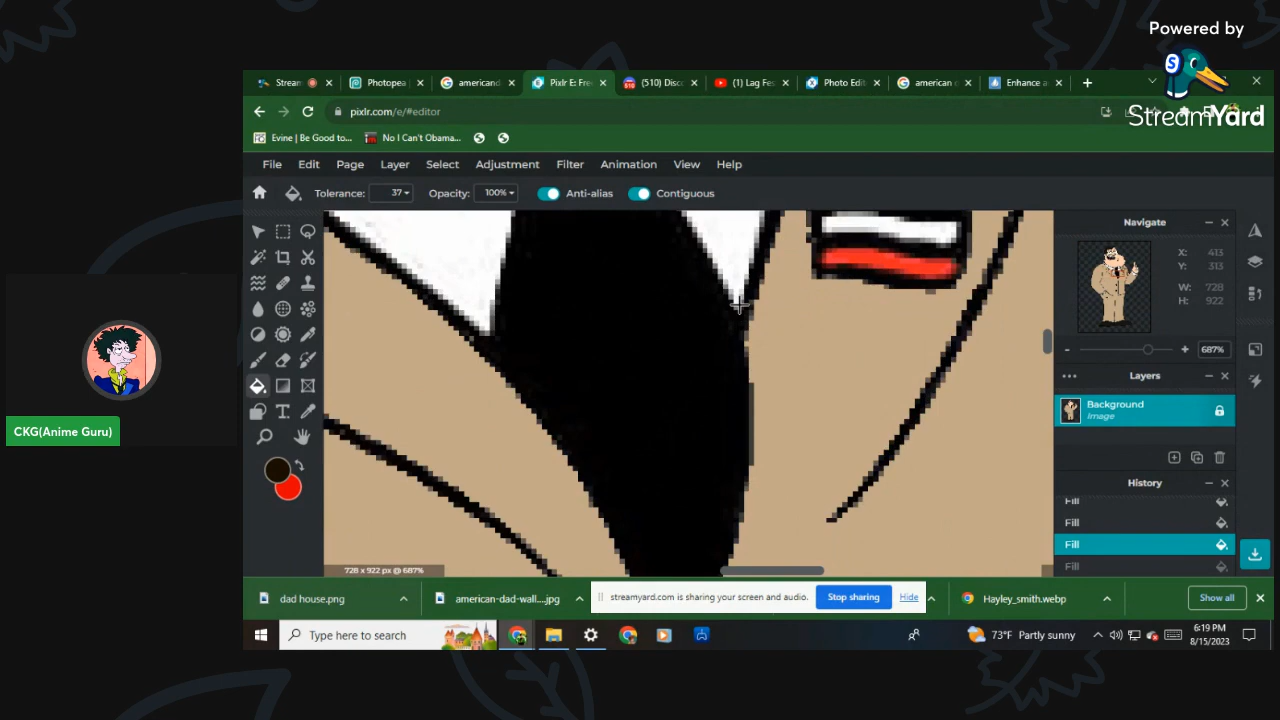 Powered by
StreamYard
Stream
Photopea
americand
Pixlr E: Fre
(510) Disco
(1) Lag Fes
Photo Edit
american
Enhance a
pixlr.com/e/#editor
Evine | Be Good to...
No I Can't Obama...
File Edit Page Layer Select Adjustment Filter Animation View Help
Tolerance: 37 Opacity: 100% Anti-alias Contiguous
Navigate
X: 413
Y: 313
W: 728
H: 922
687%
Layers
Background
Image
History
Fill
Fill
Fill
Fill
728 x 922 px @ 687%
CKG(Anime Guru)
dad house.png
american-dad-wall....jpg
streamyard.com is sharing your screen and audio.
Stop sharing
Hide
Hayley_smith.webp
Show all
Type here to search
73°F Partly sunny
6:19 PM
8/15/2023